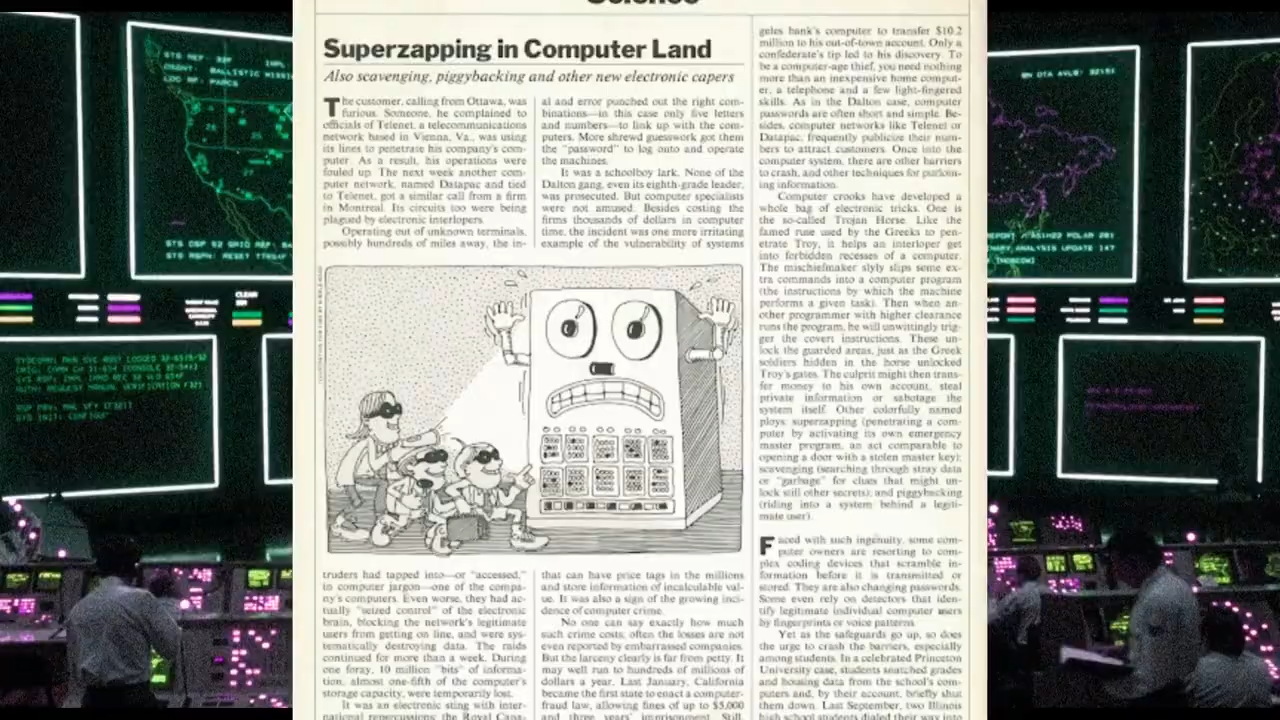 Science
Superzapping in Computer Land
Also scavenging, piggybacking and other new electronic capers
The customer, calling from Ottawa, was
furious. Someone, he complained to
officials of Telenet, a telecommunications
network based in Vienna, Va., was using
its lines to penetrate his company's com-
puter. As a result, his operations were
fouled up. The next week another com-
puter network, named Datapac and tied
to Telenet, got a similar call from a firm
in Montreal. Its circuits too were being
plagued by electronic interlopers.
Operating out of unknown terminals,
possibly hundreds of miles away, the in-
truders had tapped into—or "accessed,"
in computer jargon—one of the compa-
ny's computers. Even worse, they had ac-
tually "seized control" of the electronic
brain, blocking the network's legitimate
users from getting on line, and were sys-
tematically destroying data. The raids
continued for more than a week. During
one foray, 10 million "bits" of informa-
tion, almost one-fifth of the computer's
storage capacity, were temporarily lost.
It was an electronic sting with inter-
national repercussions: the Royal Cana-
al and error punched out the right com-
binations—in this case only five letters
and numbers—to link up with the com-
puters. More shrewd guesswork got them
the "password" to log onto and operate
the machines.
It was a schoolboy lark. None of the
Dalton gang, even its eighth-grade leader,
was prosecuted. But computer specialists
were not amused. Besides costing the
firms thousands of dollars in computer
time, the incident was one more irritating
example of the vulnerability of systems
that can have price tags in the millions
and store information of incalculable val-
ue. It was also a sign of the growing inci-
dence of computer crime.
No one can say exactly how much
such crime costs; often the losses are not
even reported by embarrassed companies.
But the larceny clearly is far from petty. It
may well run to hundreds of millions of
dollars a year. Last January, California
became the first state to enact a computer-
fraud law, allowing fines of up to $5,000
and three years' imprisonment. Still,
geles bank's computer to transfer $10.2
million to his out-of-town account. Only a
confederate's tip led to his discovery. To
be a computer-age thief, you need nothing
more than an inexpensive home comput-
er, a telephone and a few light-fingered
skills. As in the Dalton case, computer
passwords are often short and simple. Be-
sides, computer networks like Telenet or
Datapac, frequently publicize their num-
bers to attract customers. Once into the
computer system, there are other barriers
to crash, and other techniques for purloin-
ing information.
Computer crooks have developed a
whole bag of electronic tricks. One is
the so-called Trojan Horse. Like the
famed ruse used by the Greeks to pen-
etrate Troy, it helps an interloper get
into forbidden recesses of a computer.
The mischiefmaker slyly slips some ex-
tra commands into a computer program
(the instructions by which the machine
performs a given task). Then when an-
other programmer with higher clearance
runs the program, he will unwittingly trig-
ger the covert instructions. These un-
lock the guarded areas, just as the Greek
soldiers hidden in the horse unlocked
Troy's gates. The culprit might then trans-
fer money to his own account, steal
private information or sabotage the
system itself. Other colorfully named
ploys: superzapping (penetrating a com-
puter by activating its own emergency
master program, an act comparable to
opening a door with a stolen master key);
scavenging (searching through stray data
or "garbage" for clues that might un-
lock still other secrets); and piggybacking
(riding into a system behind a legiti-
mate user).
Faced with such ingenuity, some com-
puter owners are resorting to com-
plex coding devices that scramble in-
formation before it is transmitted or
stored. They are also changing passwords.
Some even rely on detectors that iden-
tify legitimate individual computer users
by fingerprints or voice patterns.
Yet as the safeguards go up, so does
the urge to crash the barriers, especially
among students. In a celebrated Princeton
University case, students snatched grades
and housing data from the school's com-
puters and, by their account, briefly shut
them down. Last September, two Illinois
high school students dialed their way into